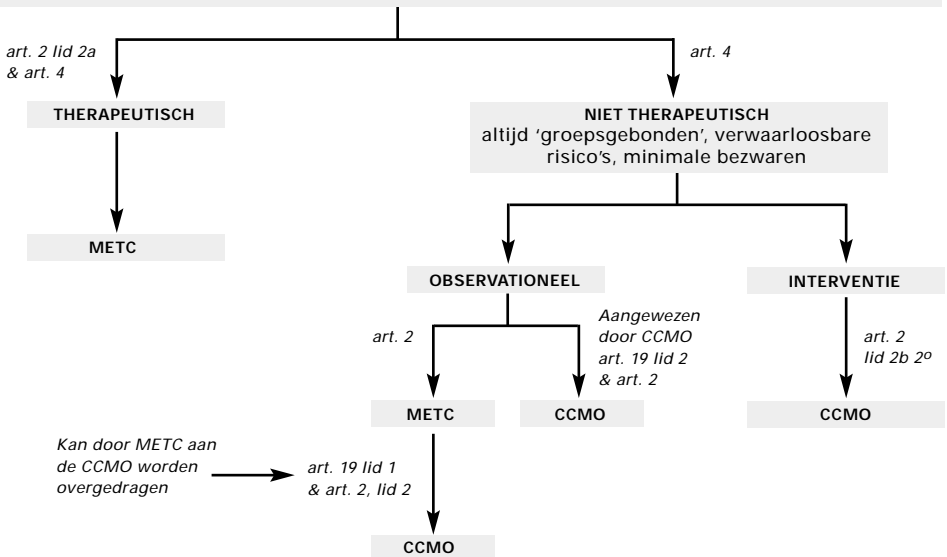 art. 2 lid 2a
& art. 4
art. 4
THERAPEUTISCH
NIET THERAPEUTISCH
altijd ‘groepsgebonden’, verwaarloosbare
risico’s, minimale bezwaren
METC
OBSERVATIONEEL
INTERVENTIE
art. 2
Aangewezen
door CCMO
art. 19 lid 2
& art. 2
art. 2
lid 2b 2º
METC
CCMO
CCMO
Kan door METC aan
de CCMO worden
overgedragen
art. 19 lid 1
& art. 2, lid 2
CCMO